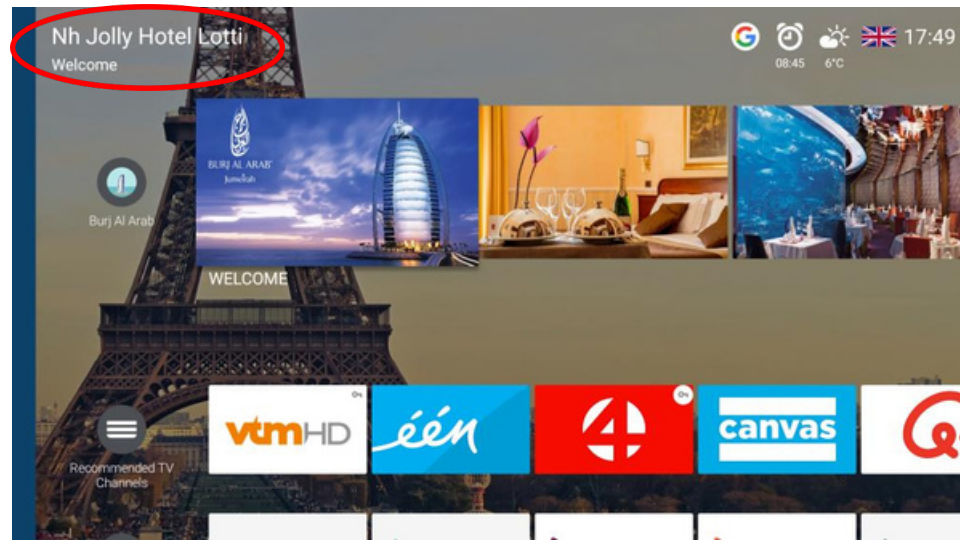 Nh Jolly Hotel Lotti
Welcome
17:49
08:45
6°C
BURJ AL ARAB
Jumeirah
Burj Al Arab
WELCOME
vtmHD
één
4
canvas
Recommended TV
Channels